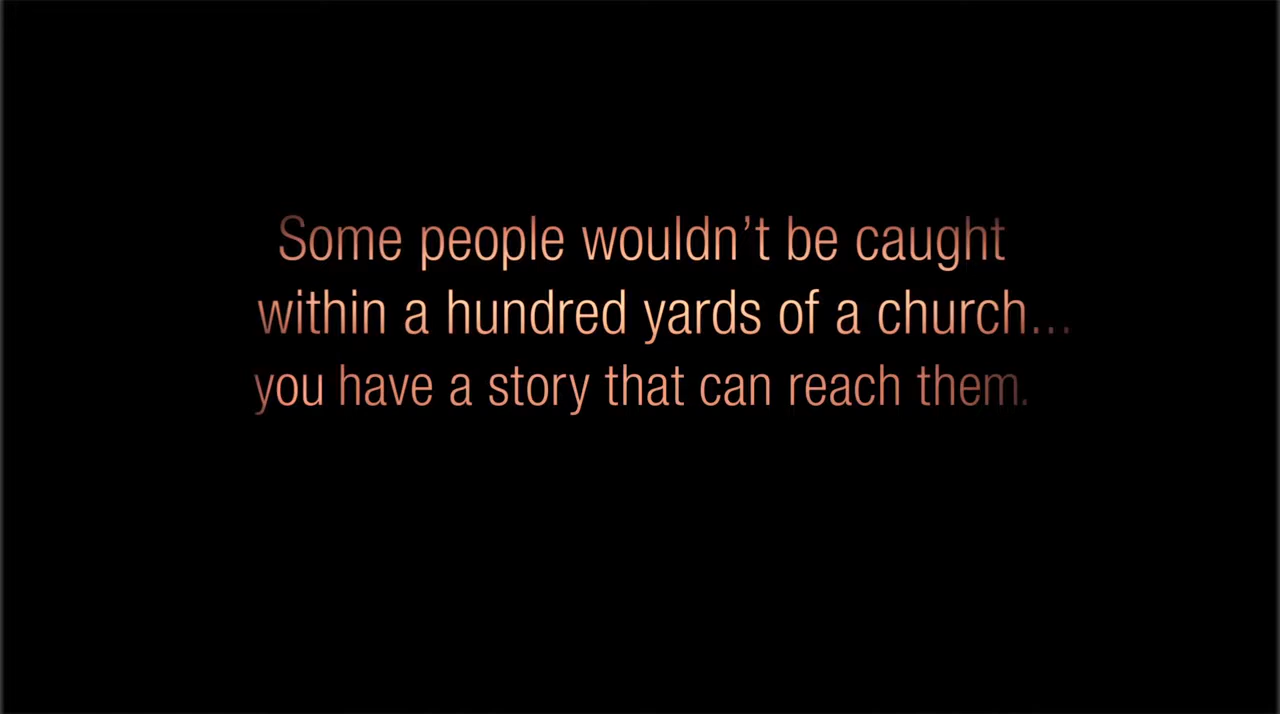 Some people wouldn’t be caught
within a hundred yards of a church...
you have a story that can reach them.